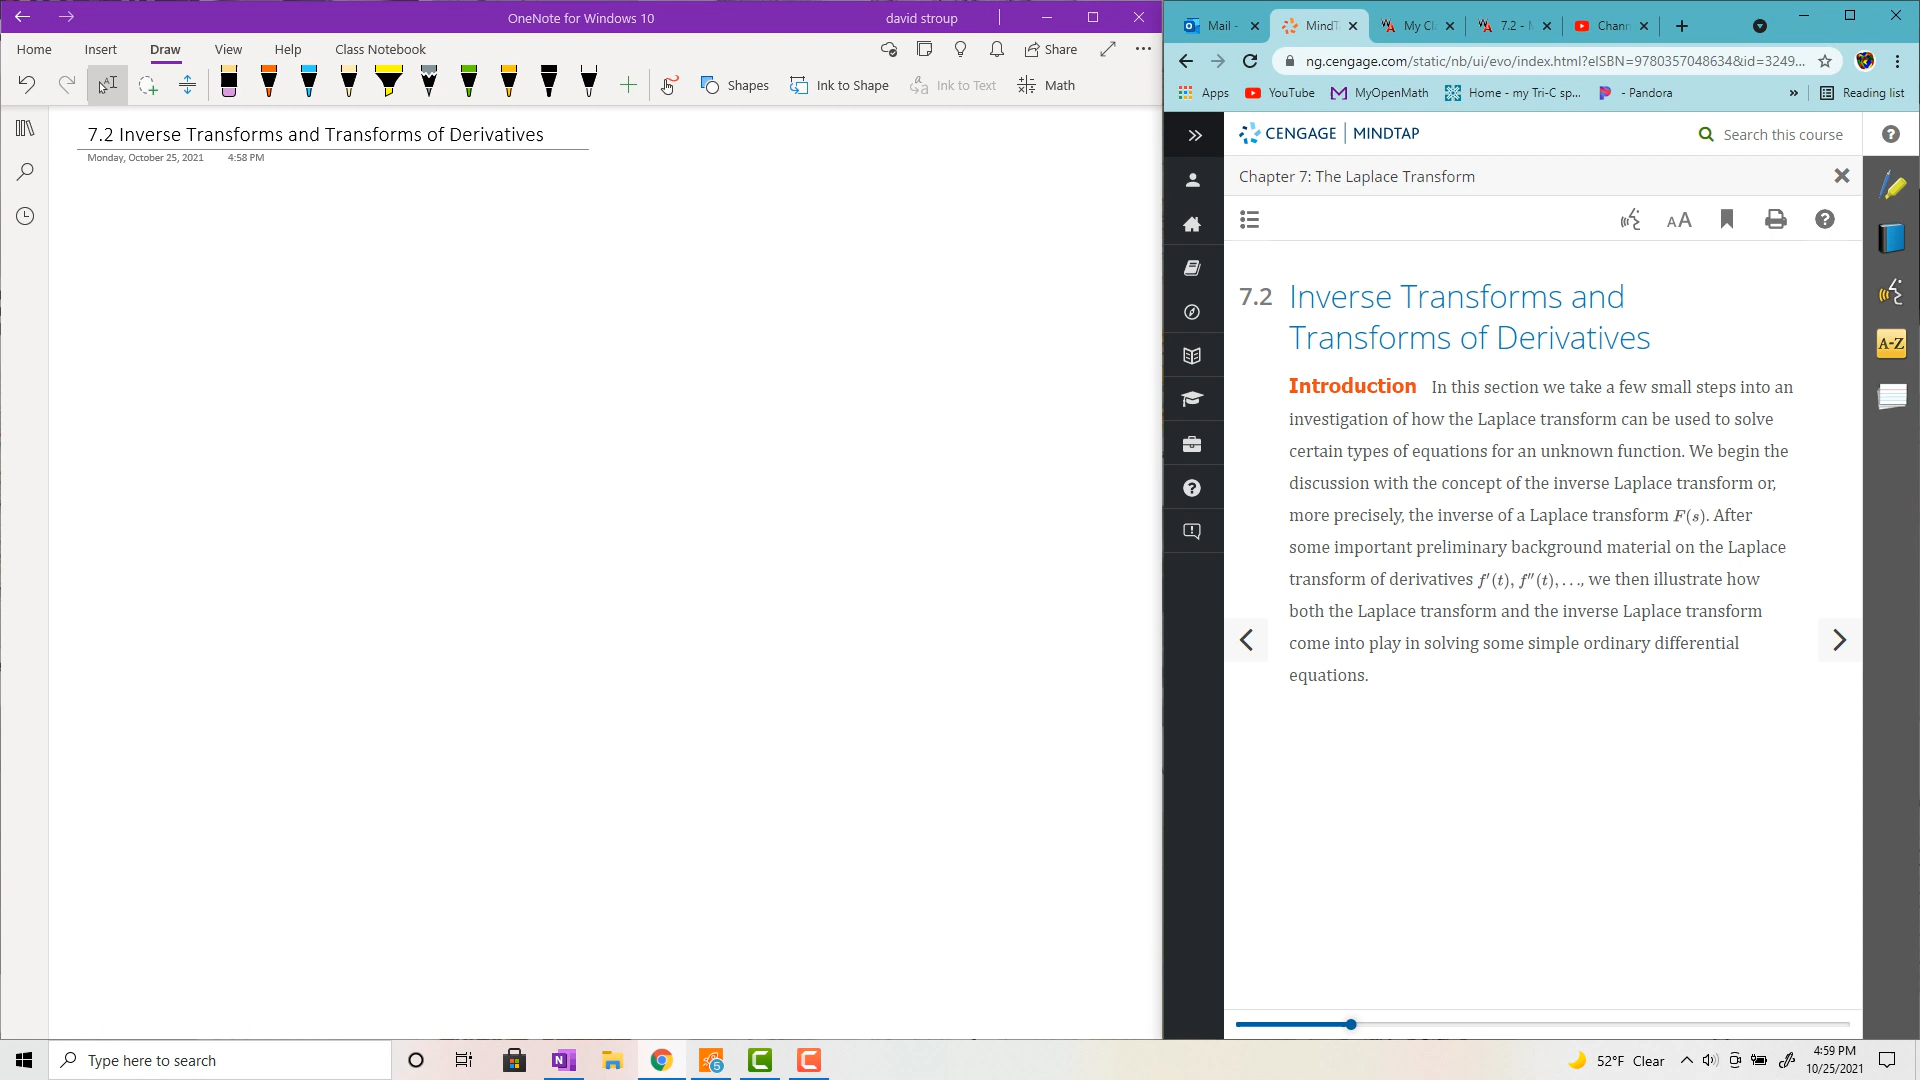 OneNote for Windows 10
david stroup
Home Insert Draw View Help Class Notebook
Share
Shapes Ink to Shape Ink to Text Math
7.2 Inverse Transforms and Transforms of Derivatives
Monday, October 25, 2021 4:58 PM
Mail - MindT My Cl 7.2 - Chann
ng.cengage.com/static/nb/ui/evo/index.html?eISBN=9780357048634&id=3249...
Apps YouTube MyOpenMath Home - my Tri-C sp... - Pandora » Reading list
CENGAGE | MINDTAP
Search this course
Chapter 7: The Laplace Transform
AA
7.2 Inverse Transforms and
Transforms of Derivatives
Introduction In this section we take a few small steps into an
investigation of how the Laplace transform can be used to solve
certain types of equations for an unknown function. We begin the
discussion with the concept of the inverse Laplace transform or,
more precisely, the inverse of a Laplace transform F(s). After
some important preliminary background material on the Laplace
transform of derivatives f′(t), f″(t), . . ., we then illustrate how
both the Laplace transform and the inverse Laplace transform
come into play in solving some simple ordinary differential
equations.
A-Z
Type here to search
5
52°F Clear
4:59 PM
10/25/2021